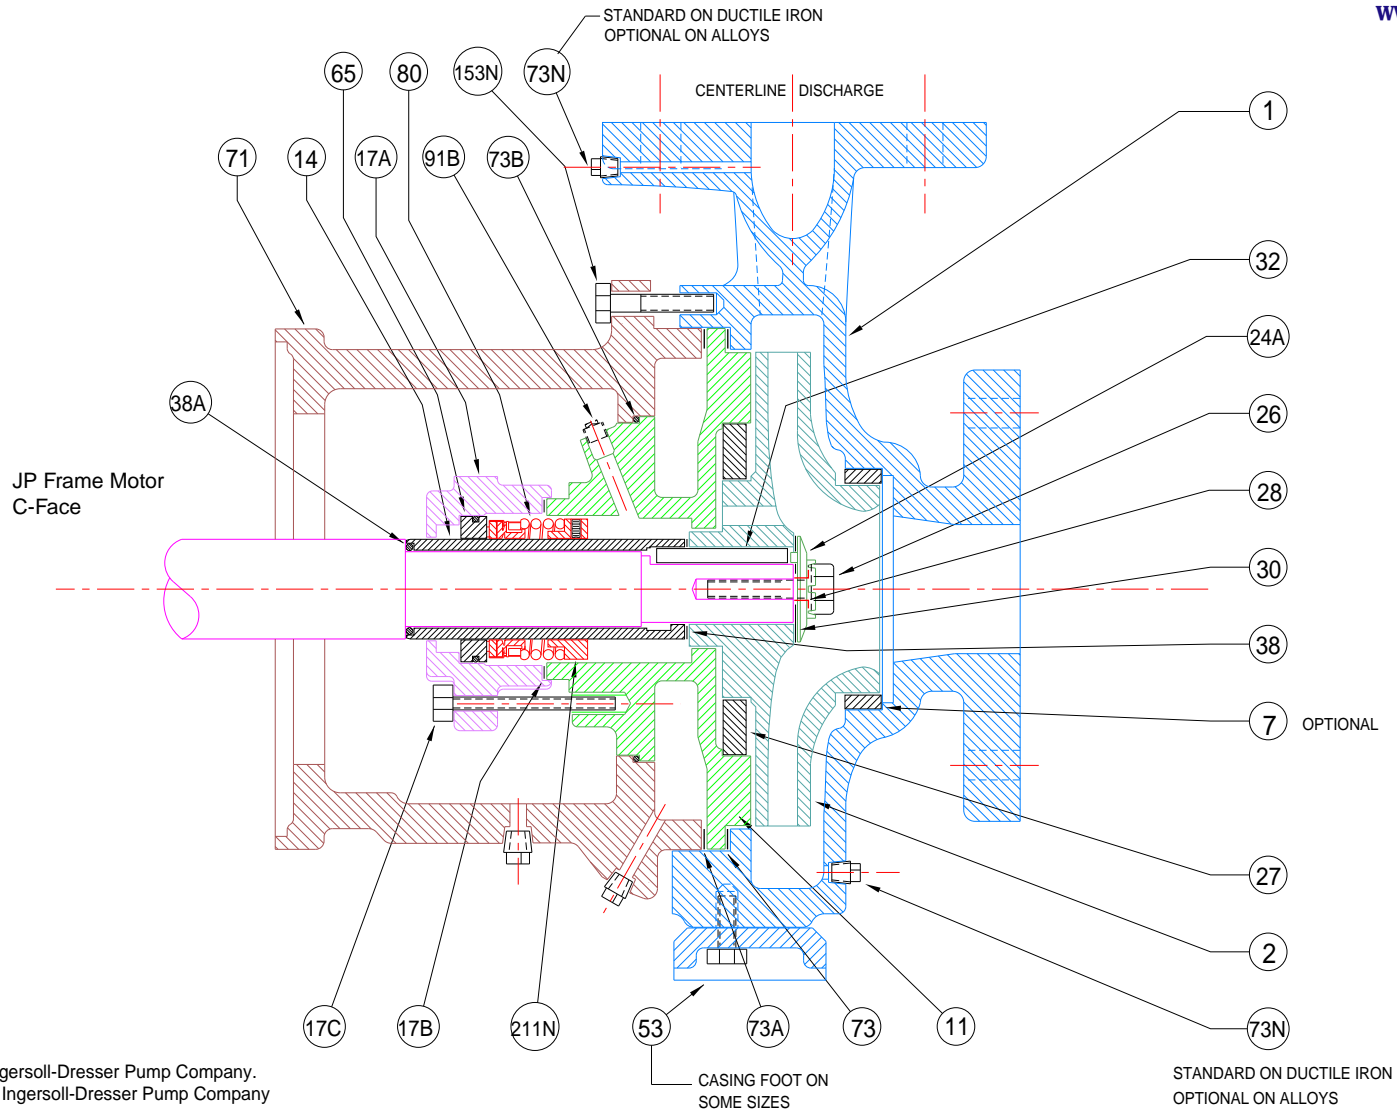 STANDARD ON DUCTILE IRON
OPTIONAL ON ALLOYS
65
80
153N
73N
CENTERLINE DISCHARGE
1
71
14
17A
91B
73B
32
24A
38A
26
JP Frame Motor
C-Face
28
30
38
7 OPTIONAL
27
2
17C
17B
211N
53
73A
73
11
73N
gersoll-Dresser Pump Company.
Ingersoll-Dresser Pump Company
CASING FOOT ON
SOME SIZES
STANDARD ON DUCTILE IRON
OPTIONAL ON ALLOYS